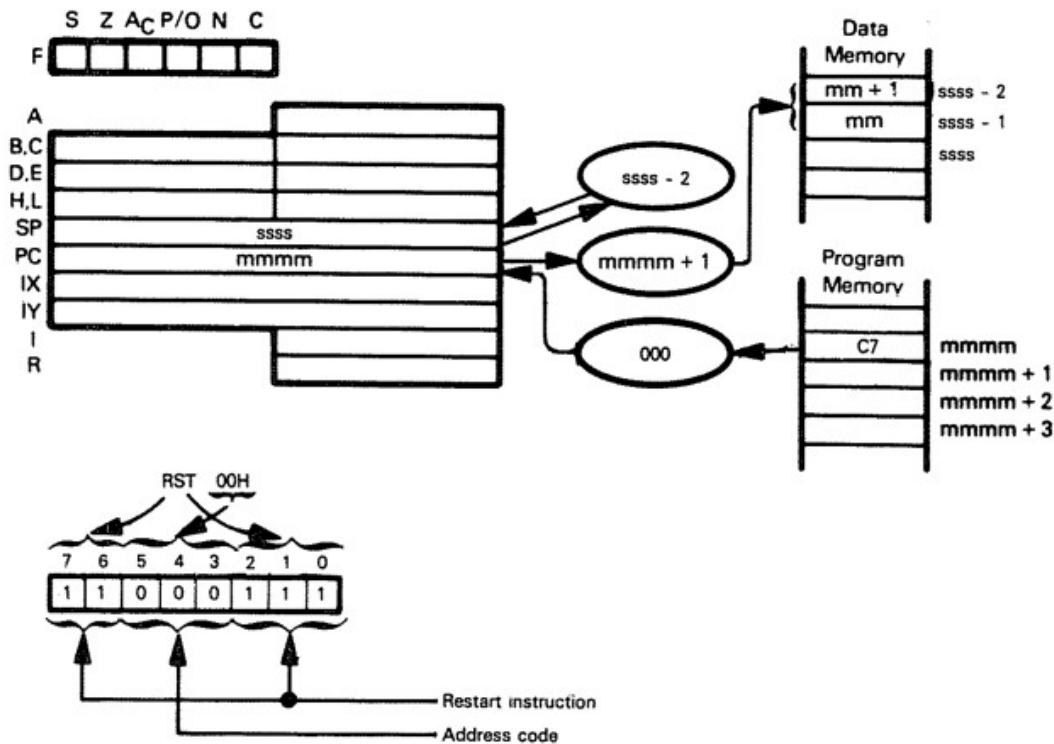 S Z AC P/O N C
F
A
B,C
D,E
H,L
SP
PC
IX
IY
I
R
ssss
mmmm
ssss - 2
mmmm + 1
000
Data
Memory
mm + 1 ssss - 2
mm ssss - 1
ssss
Program
Memory
C7 mmmm
mmmm + 1
mmmm + 2
mmmm + 3
RST 00H
7 6 5 4 3 2 1 0
1 1 0 0 0 1 1 1
Restart instruction
Address code